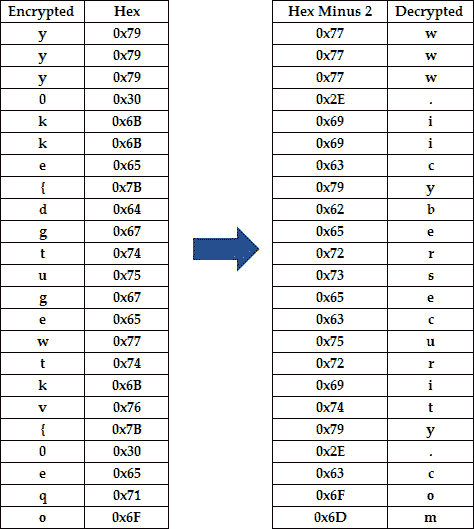 Encrypted Hex Hex Minus 2 Decrypted
y 0x79 0x77 w
y 0x79 0x77 w
y 0x79 0x77 w
0 0x30 0x2E .
k 0x6B 0x69 i
k 0x6B 0x69 i
e 0x65 0x63 c
{ 0x7B 0x79 y
d 0x64 0x62 b
g 0x67 0x65 e
t 0x74 0x72 r
u 0x75 0x73 s
g 0x67 0x65 e
e 0x65 0x63 c
w 0x77 0x75 u
t 0x74 0x72 r
k 0x6B 0x69 i
v 0x76 0x74 t
{ 0x7B 0x79 y
0 0x30 0x2E .
e 0x65 0x63 c
q 0x71 0x6F o
o 0x6F 0x6D m